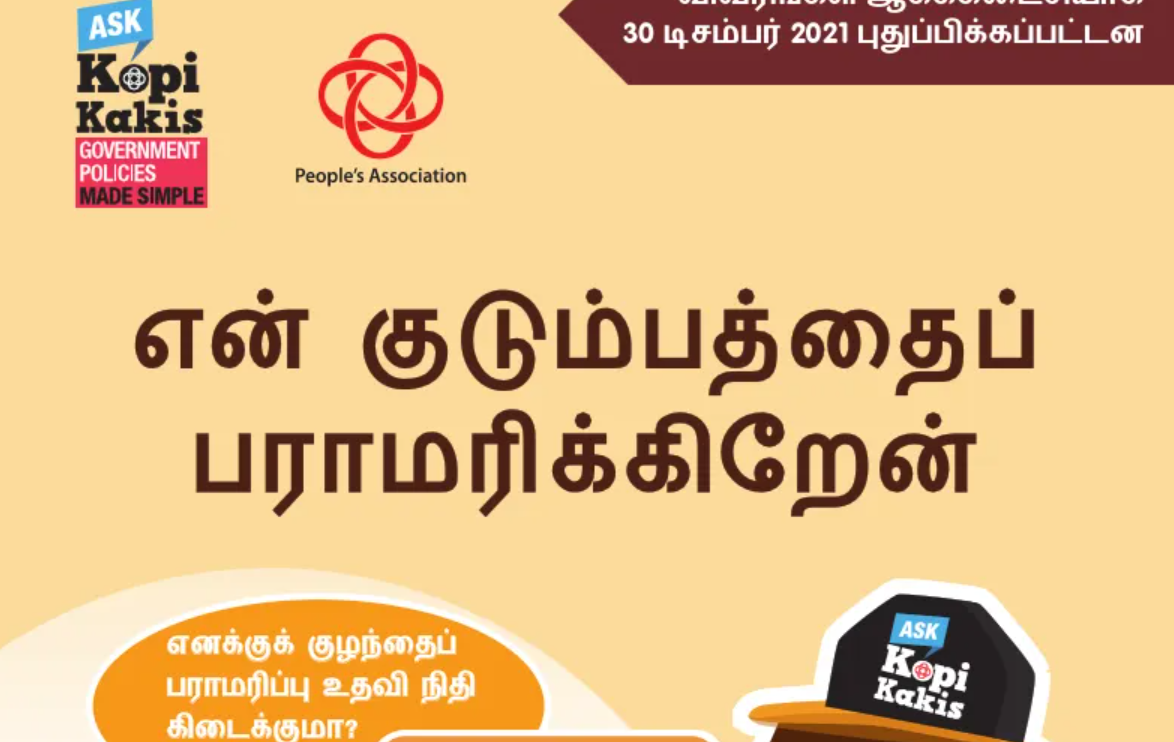 ASK
Kopi
Kakis
GOVERNMENT
POLICIES
MADE SIMPLE
People's Association
30 டிசம்பர் 2021 புதுப்பிக்கப்பட்டன
என் குடும்பத்தைப்
பராமரிக்கிறேன்
எனக்குக் குழந்தைப்
பராமரிப்பு உதவி நிதி
கிடைக்குமா?
ASK
Kopi
Kakis